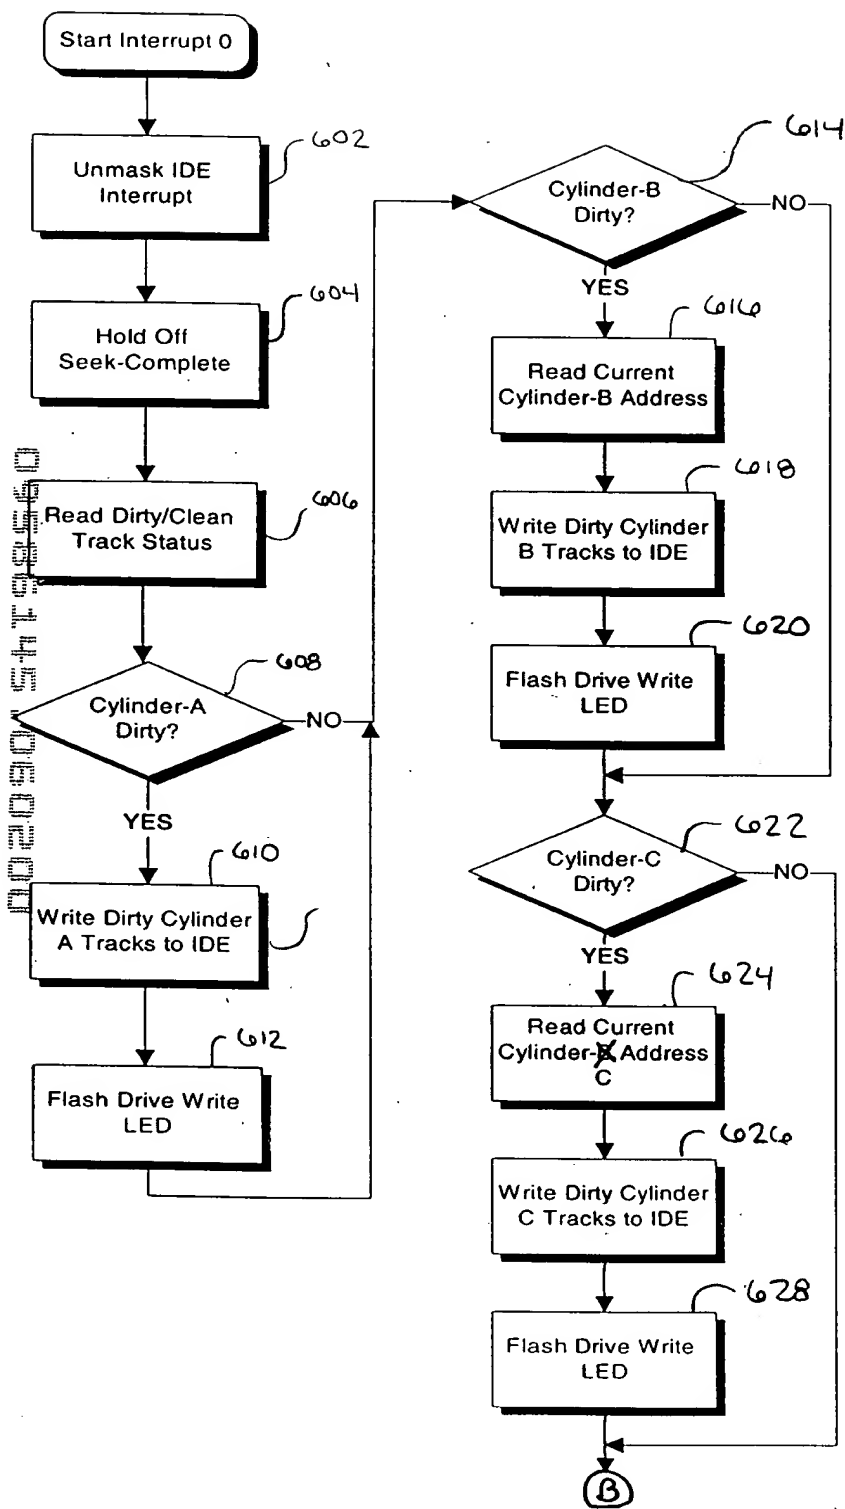 Start Interrupt 0
602
Unmask IDE
Interrupt
604
Hold Off
Seek-Complete
606
Read Dirty/Clean
Track Status
608
Cylinder-A
Dirty?
NO
YES
610
Write Dirty Cylinder
A Tracks to IDE
612
Flash Drive Write
LED
614
Cylinder-B
Dirty?
NO
YES
616
Read Current
Cylinder-B Address
618
Write Dirty Cylinder
B Tracks to IDE
620
Flash Drive Write
LED
622
Cylinder-C
Dirty?
NO
YES
624
Read Current
Cylinder-B Address
C
626
Write Dirty Cylinder
C Tracks to IDE
628
Flash Drive Write
LED
B